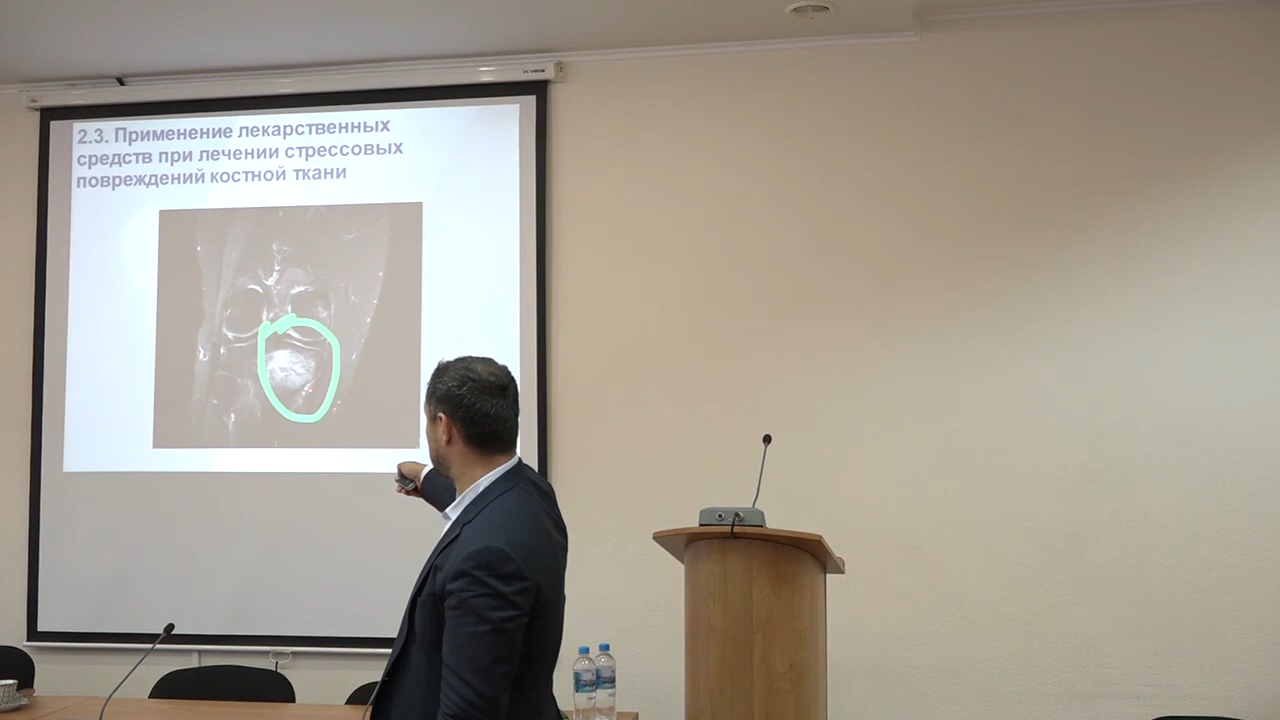 2.3. Применение лекарственных
средств при лечении стрессовых
повреждений костной ткани